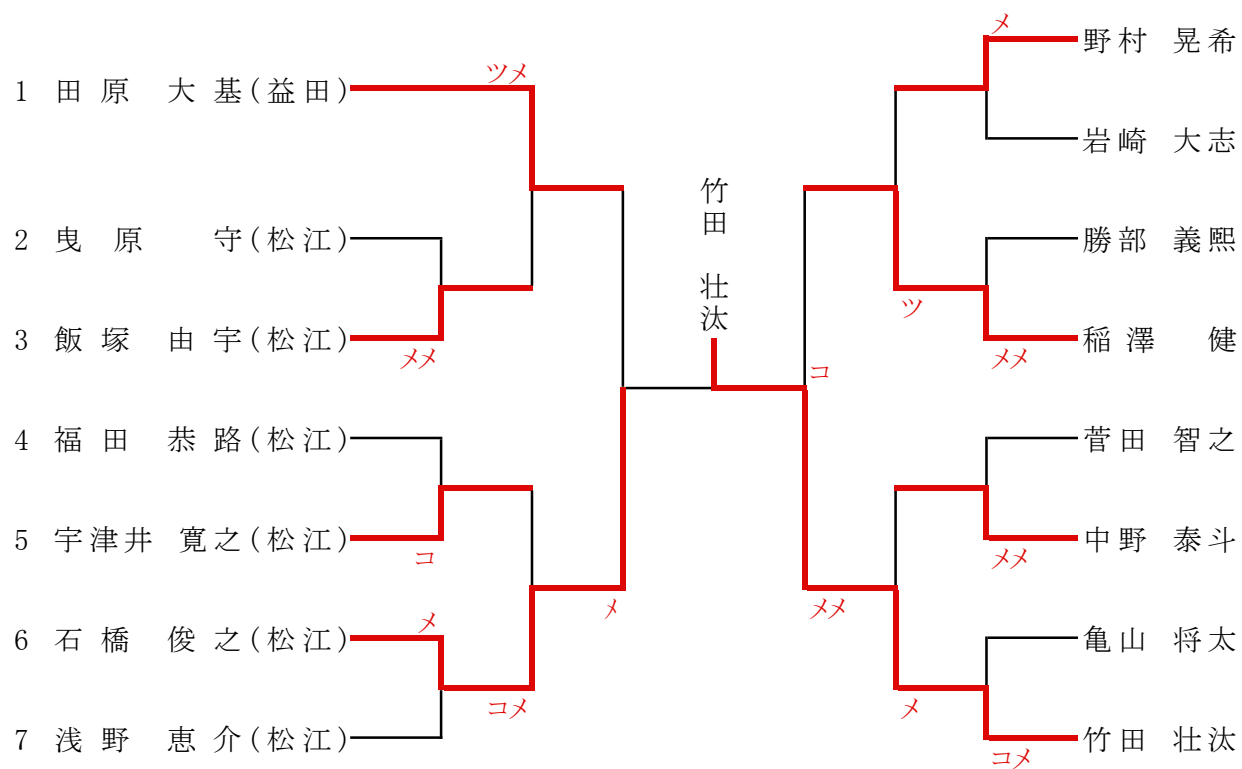 メ
野村 晃希
ツメ
1 田原 大基(益田)
岩崎 大志
竹田 壮汰
2 曳原 守(松江)
勝部 義熙
ツ
3 飯塚 由宇(松江)
メメ
稲澤 健
メメ
コ
4 福田 恭路(松江)
菅田 智之
5 宇津井 寛之(松江)
コ
中野 泰斗
メメ
メ
メメ
メ
6 石橋 俊之(松江)
亀山 将太
コメ
メ
7 浅野 恵介(松江)
竹田 壮汰
コメ